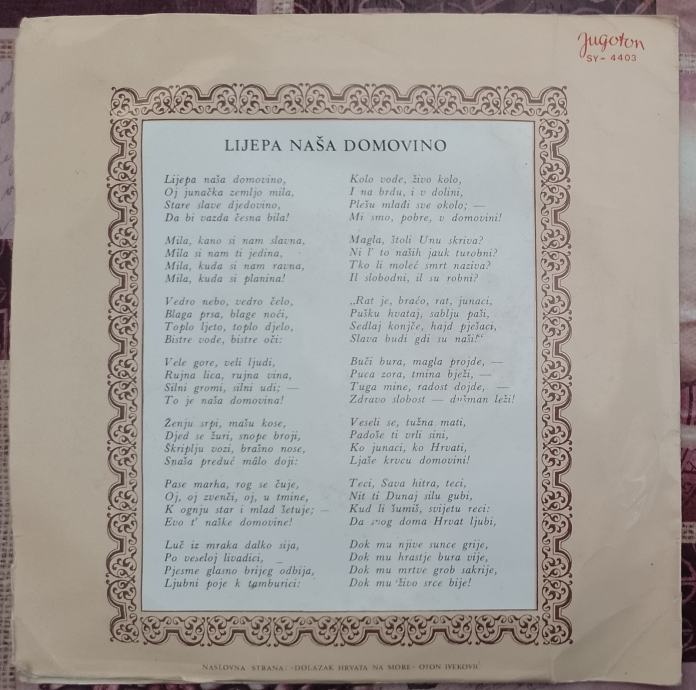 Jugoton
SY- 4403
LIJEPA NAŠA DOMOVINO
Lijepa naša domovino,
Oj junačka zemljo mila,
Stare slave djedovino,
Da bi vazda česna bila!
Mila, kano si nam slavna,
Mila si nam ti jedina,
Mila, kuda si nam ravna,
Mila, kuda si planina!
Vedro nebo, vedro čelo,
Blaga prsa, blage noći,
Toplo ljeto, toplo djelo,
Bistre vode, bistre oči:
Vele gore, veli ljudi,
Rujna lica, rujna vina,
Silni gromi, silni udi; —
To je naša domovina!
Ženju srpi, mašu kose,
Djed se žuri, snope broji,
Škriplju vozi, brašno nose,
Snaša preduć málo doji:
Pase marha, rog se čuje,
Oj, oj zvenči, oj, u tmine,
K ognju star i mlad šetuje; —
Evo t' naške domovine!
Luč iz mraka dalko sija,
Po veseloj livadici, —
Pjesme glasno brijeg odbija,
Ljubni poje k tamburici:
Kolo vode, živo kolo,
I na brdu, i v dolini,
Plešu mladi sve okolo; —
Mi smo, pobre, v domovini!
Magla, štoli Unu skriva?
Ni l' to naših jauk turobni?
Tko li moleć smrt naziva?
Il slobodni, il su robni?
„Rat je, braćo, rat, junaci,
Pušku hvataj, sablju paši,
Sedlaj konjče, hajd pješaci,
Slava budi gdi su naši!"
Buči bura, magla projde, —
Puca zora, tmina bježi, —
Tuga mine, radost dojde, —
Zdravo slobost — dušman leži!
Veseli se, tužna mati,
Padoše ti vrli sini,
Ko junaci, ko Hrvati,
Ljaše krvcu domovini!
Teci, Sava hitra, teci,
Nit ti Dunaj silu gubi,
Kud li šumiš, svijetu reci:
Da svog doma Hrvat ljubi,
Dok mu njive sunce grije,
Dok mu hrastje bura vije,
Dok mu mrtve grob sakrije,
Dok mu živo srce bije!
NASLOVNA STRANA: »DOLAZAK HRVATA NA MORE« OTON IVEKOVIĆ